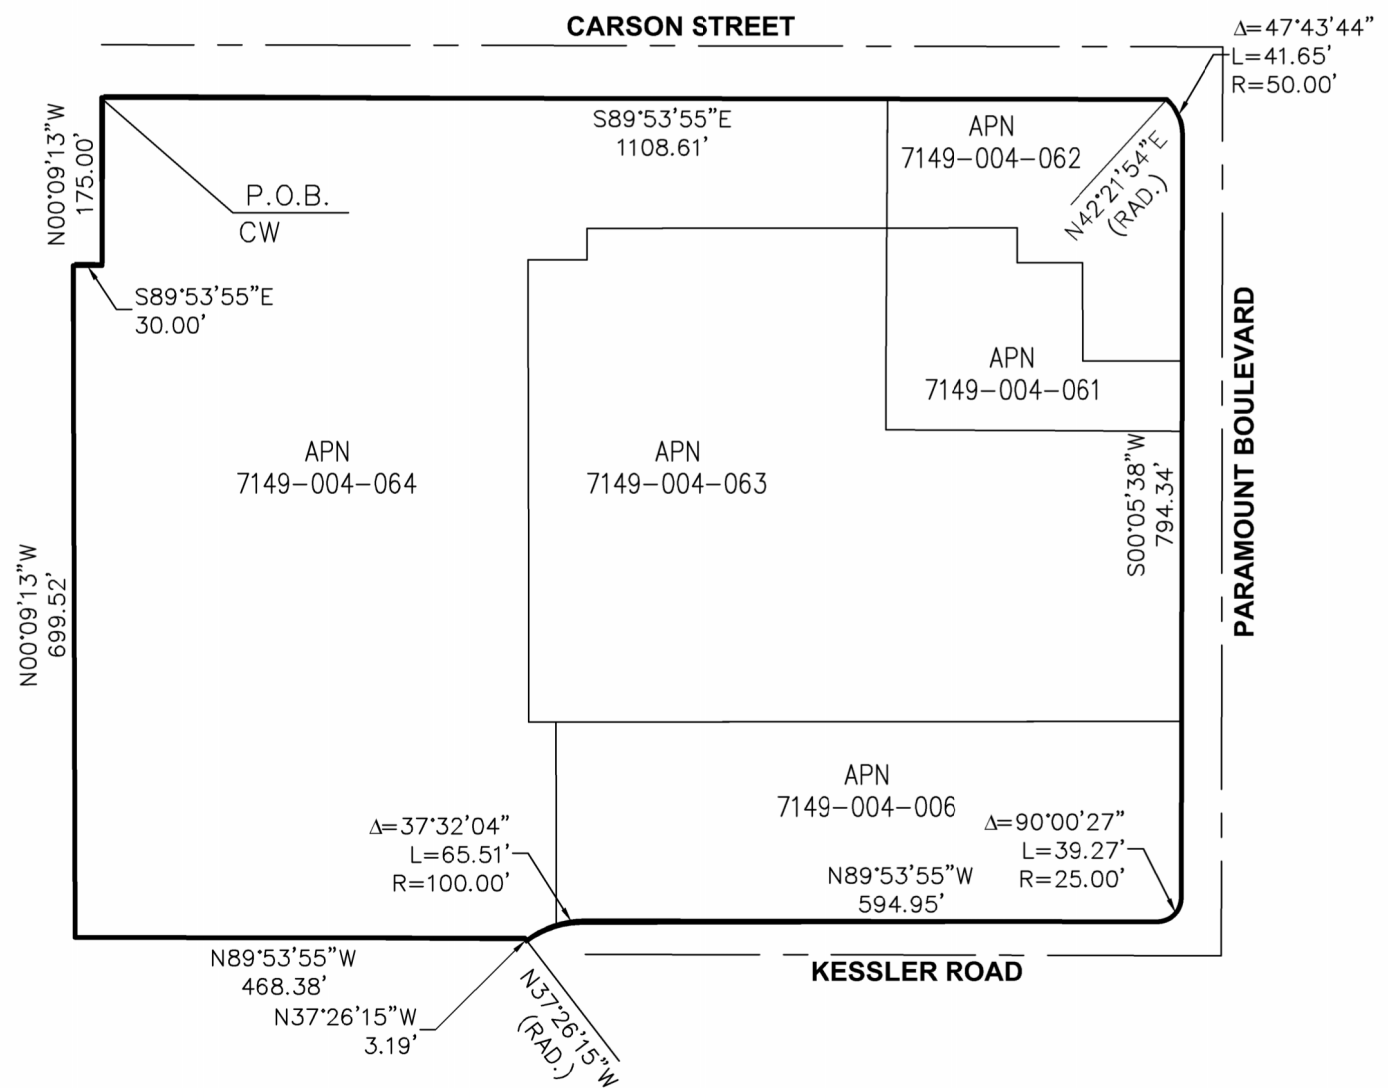 CARSON STREET
Δ=47°43'44"
L=41.65'
R=50.00'
N00°09'13"W
175.00'
S89°53'55"E
1108.61'
APN
7149-004-062
N42°21'54"E
(RAD.)
P.O.B.
CW
S89°53'55"E
30.00'
APN
7149-004-061
PARAMOUNT BOULEVARD
APN
7149-004-064
APN
7149-004-063
S00°05'38"W
794.34'
N00°09'13"W
699.52'
APN
7149-004-006
Δ=37°32'04"
L=65.51'
R=100.00'
Δ=90°00'27"
L=39.27'
R=25.00'
N89°53'55"W
594.95'
N89°53'55"W
468.38'
KESSLER ROAD
N37°26'15"W
3.19'
N37°26'15"W
(RAD.)